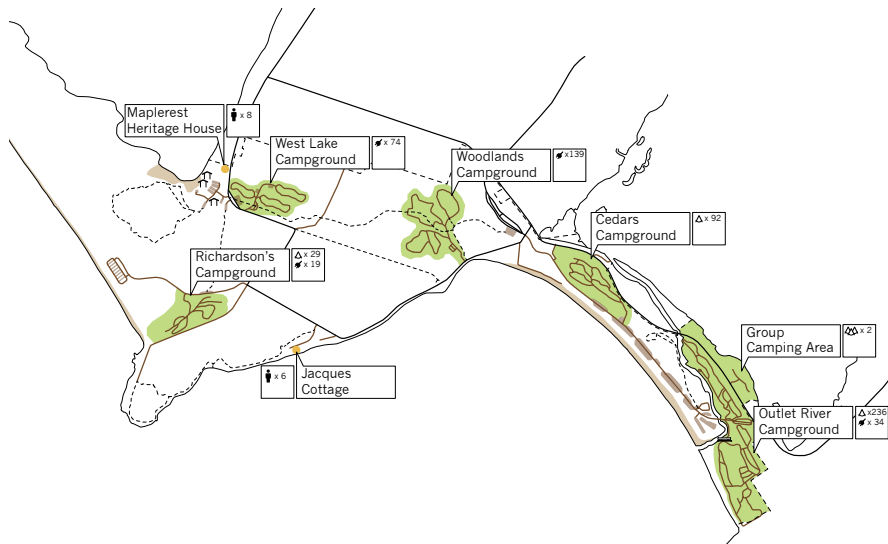 Maplerest
Heritage House
x 8
West Lake
Campground
x 74
Woodlands
Campground
x139
Cedars
Campground
x 92
Richardson's
Campground
x 29
x 19
Group
Camping Area
x 2
x 6
Jacques
Cottage
Outlet River
Campground
x236
x 34